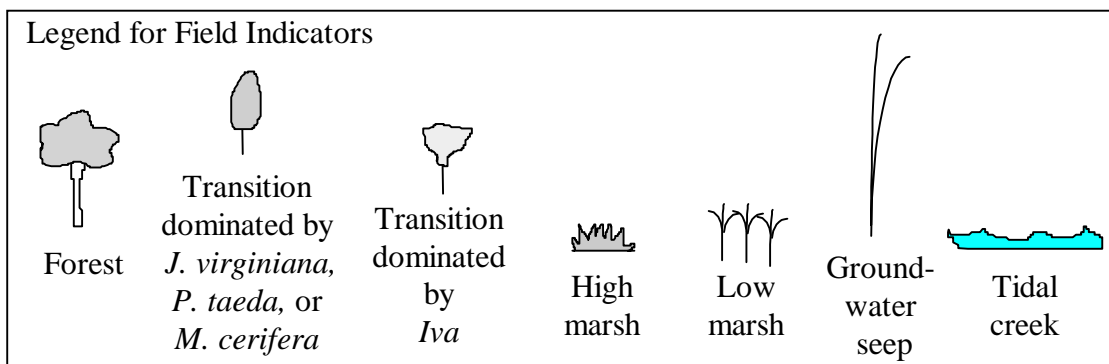 Legend for Field Indicators
Forest
Transition
dominated by
J. virginiana,
P. taeda, or
M. cerifera
Transition
dominated
by
Iva
High
marsh
Low
marsh
Ground-
water
seep
Tidal
creek